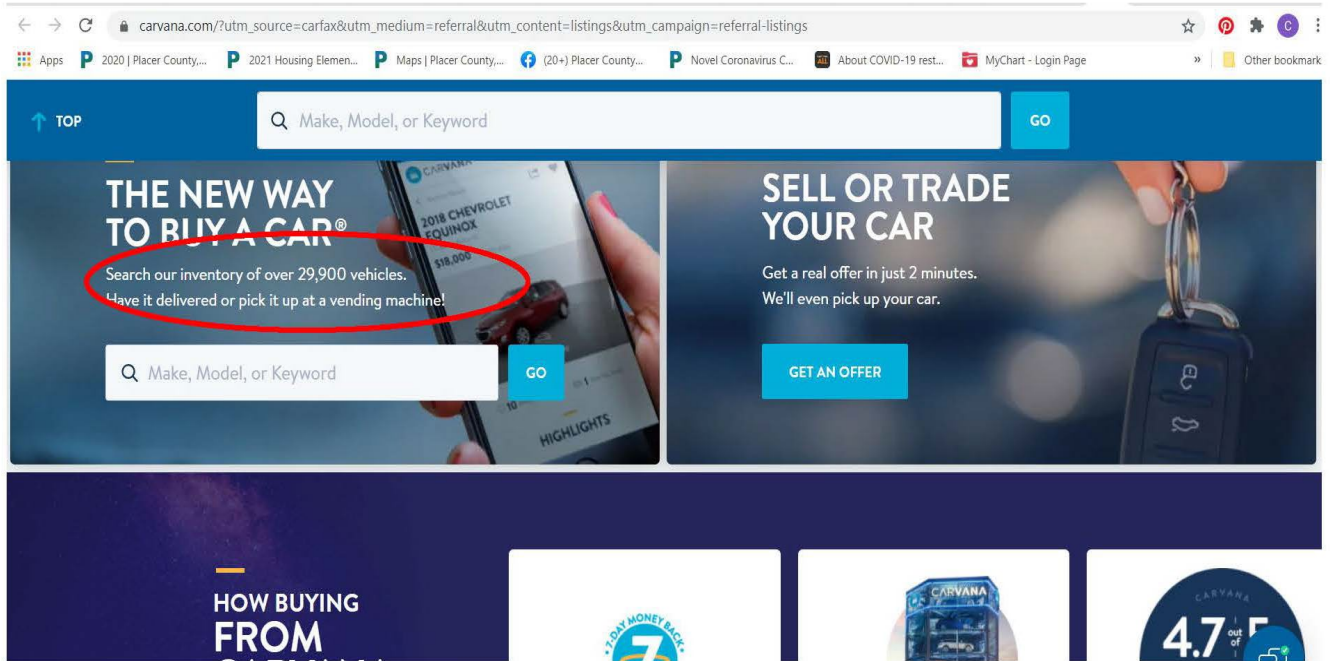 carvana.com/?utm_source=carfax&utm_medium=referral&utm_content=listings&utm_campaign=referral-listings
C
Apps 2020 | Placer County,... 2021 Housing Elemen... Maps | Placer County,... (20+) Placer County... Novel Coronavirus C... About COVID-19 rest... MyChart - Login Page » Other bookmark
TOP
Make, Model, or Keyword
GO
THE NEW WAY
TO BUY A CAR®
Search our inventory of over 29,900 vehicles.
Have it delivered or pick it up at a vending machine!
Make, Model, or Keyword
GO
CARVANA
2018 CHEVROLET
EQUINOX
$18,000
HIGHLIGHTS
SELL OR TRADE
YOUR CAR
Get a real offer in just 2 minutes.
We'll even pick up your car.
GET AN OFFER
HOW BUYING
FROM
CARVANA
7-DAY MONEY BACK
7
CARVANA
CARVANA
4.7 out of